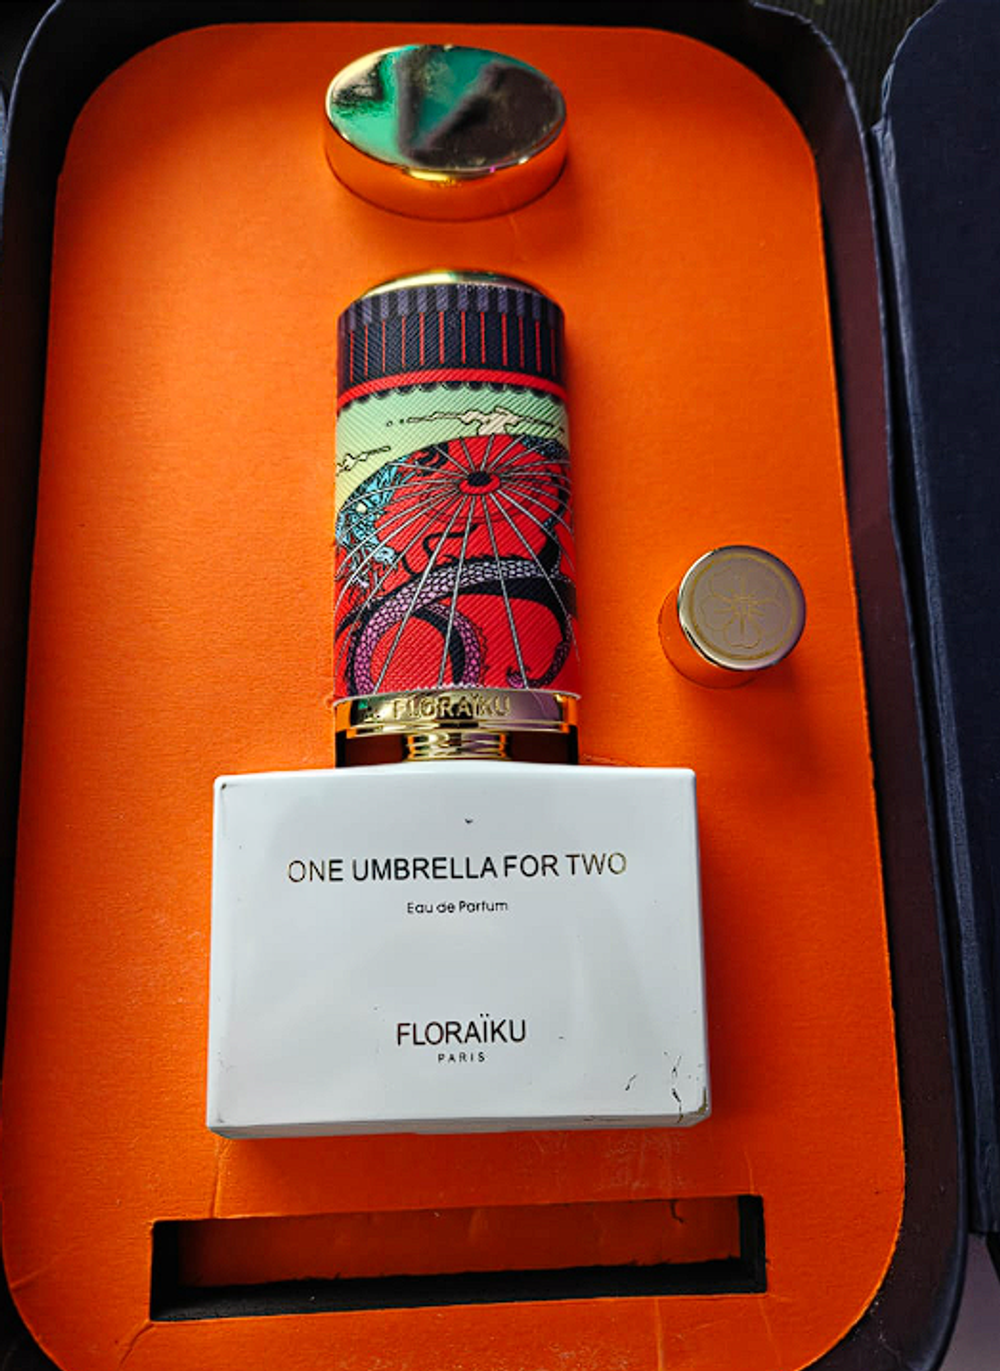 FLORAÏKU
ONE UMBRELLA FOR TWO
Eau de Parfum
FLORAÏKU
PARIS